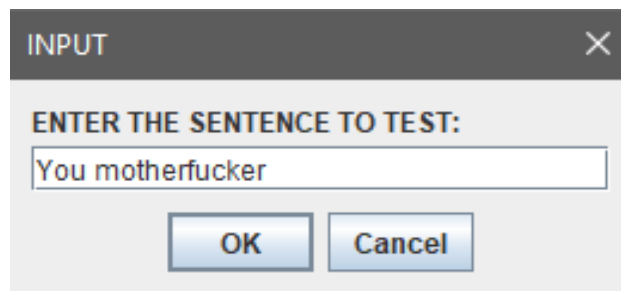 INPUT
ENTER THE SENTENCE TO TEST:
You motherfucker
OK Cancel